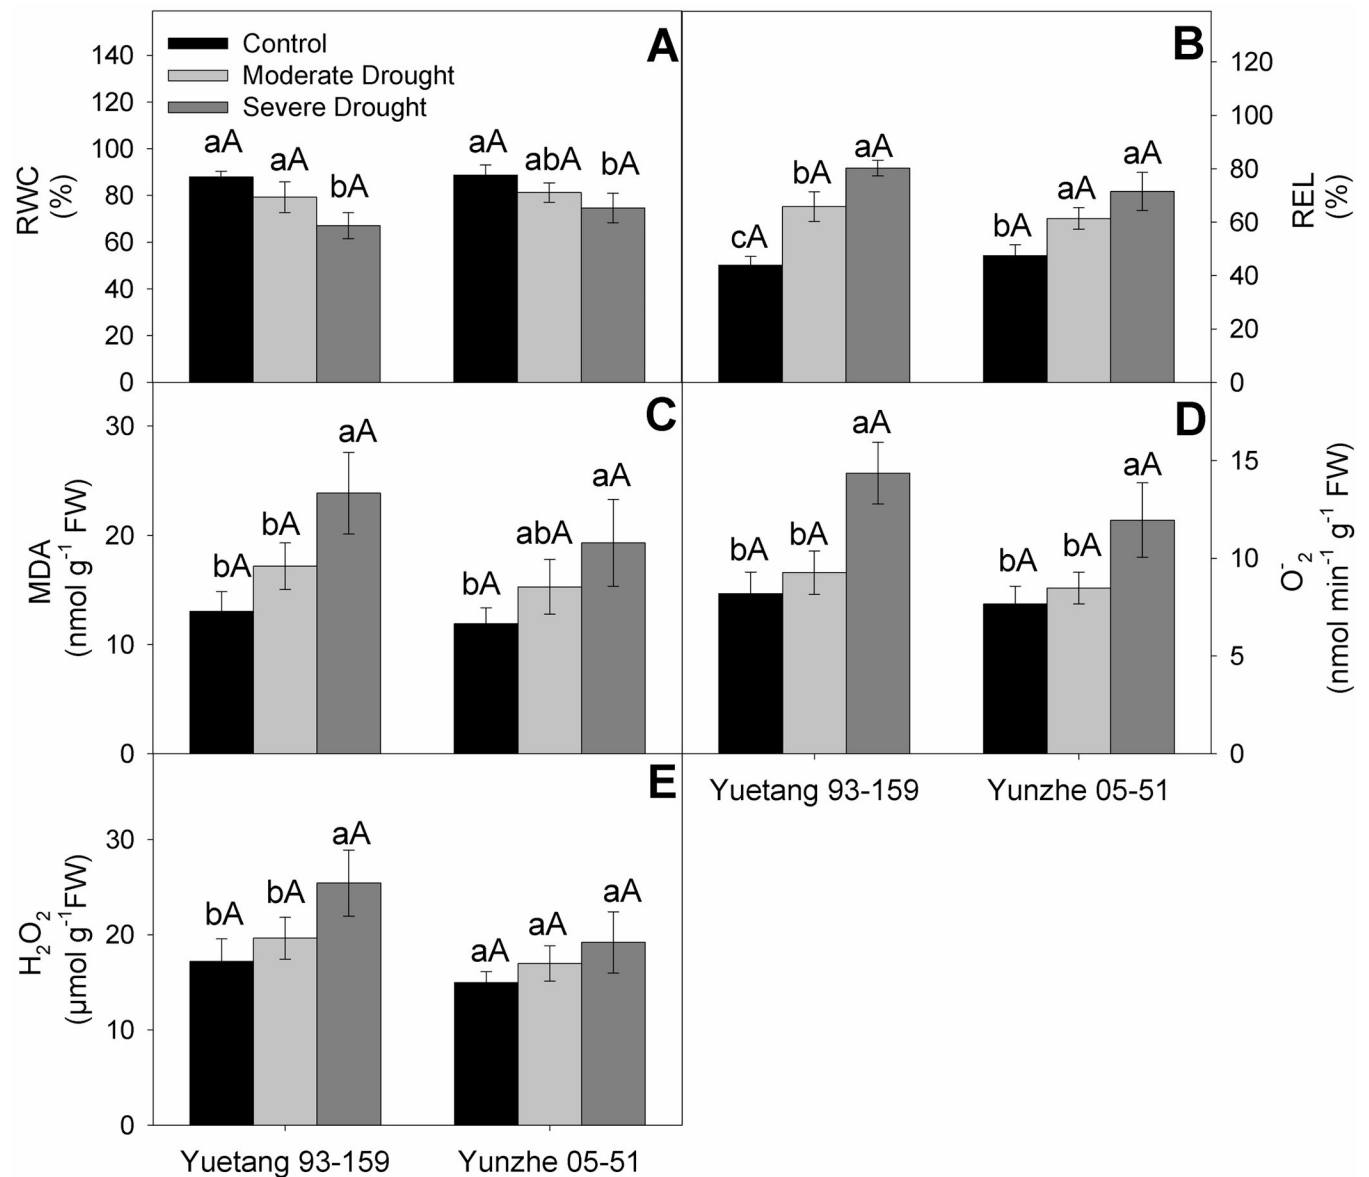 A
Control
Moderate Drought
Severe Drought
RWC
(%)
140
120
100
80
60
40
20
0
aA
aA
bA
aA
abA
bA
B
REL
(%)
120
100
80
60
40
20
0
cA
bA
aA
bA
aA
aA
C
MDA
(nmol g⁻¹ FW)
30
20
10
0
bA
bA
aA
bA
abA
aA
D
O⁻₂
(nmol min⁻¹ g⁻¹ FW)
15
10
5
0
bA
bA
aA
bA
bA
aA
Yuetang 93-159
Yunzhe 05-51
E
H₂O₂
(μmol g⁻¹FW)
30
20
10
0
bA
bA
aA
aA
aA
aA
Yuetang 93-159
Yunzhe 05-51